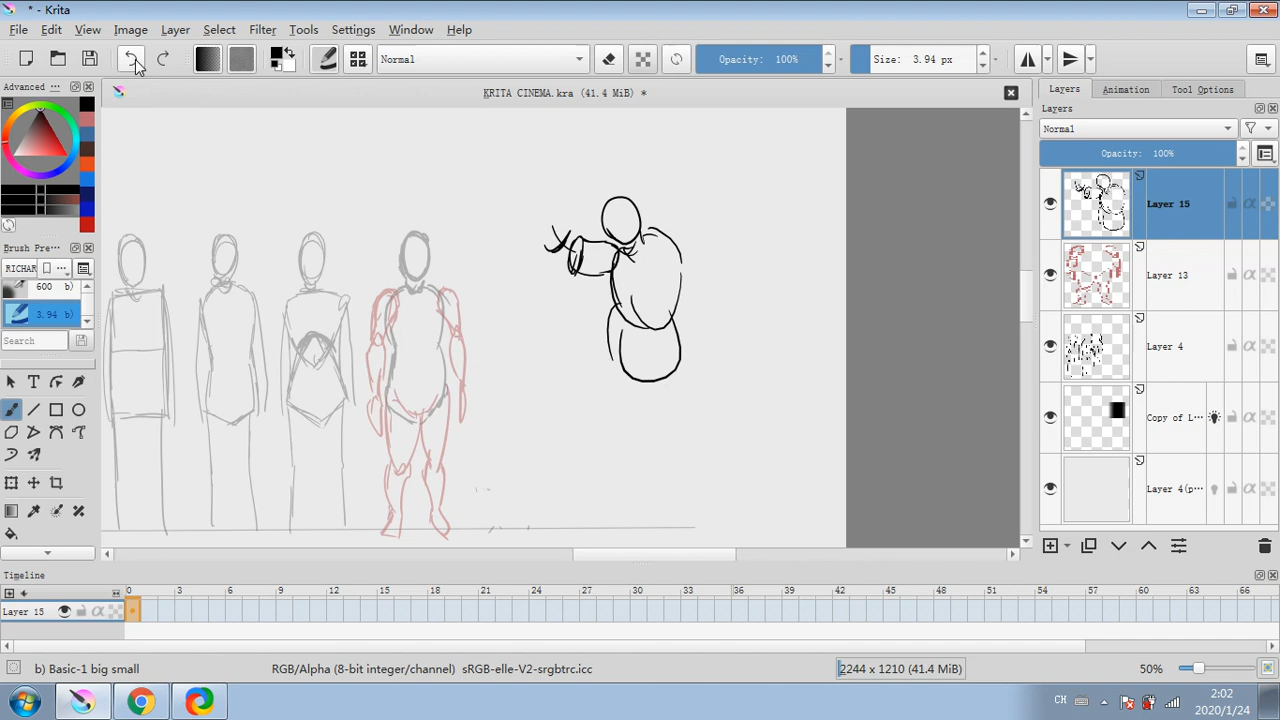 * - Krita
File Edit View Image Layer Select Filter Tools Settings Window Help
Normal Opacity: 100% Size: 3.94 px
Advanced ...
KRITA CINEMA.kra (41.4 MiB) *
Layers Animation Tool Options
Layers
Normal
Opacity: 100%
Layer 15
Layer 13
Layer 4
Copy of L...
Layer 4(p...
Brush Pre...
RICHAR
600 b)
3.94 b)
Search
Timeline
0 3 6 9 12 15 18 21 24 27 30 33 36 39 42 45 48 51 54 57 60 63 66
Layer 15
b) Basic-1 big small RGB/Alpha (8-bit integer/channel) sRGB-elle-V2-srgbtrc.icc 2244 x 1210 (41.4 MiB) 50%
CH 2:02
2020/1/24